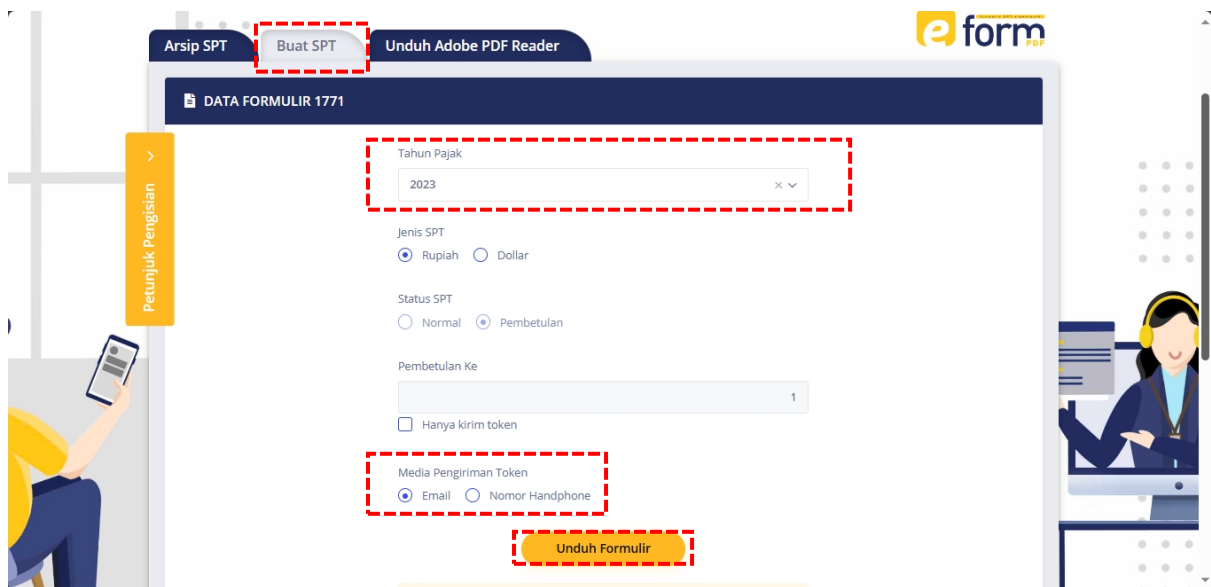 e form
PDF
Arsip SPT Buat SPT Unduh Adobe PDF Reader
DATA FORMULIR 1771
Petunjuk Pengisian
Tahun Pajak
2023
Jenis SPT
Rupiah Dollar
Status SPT
Normal Pembetulan
Pembetulan Ke
1
Hanya kirim token
Media Pengiriman Token
Email Nomor Handphone
Unduh Formulir